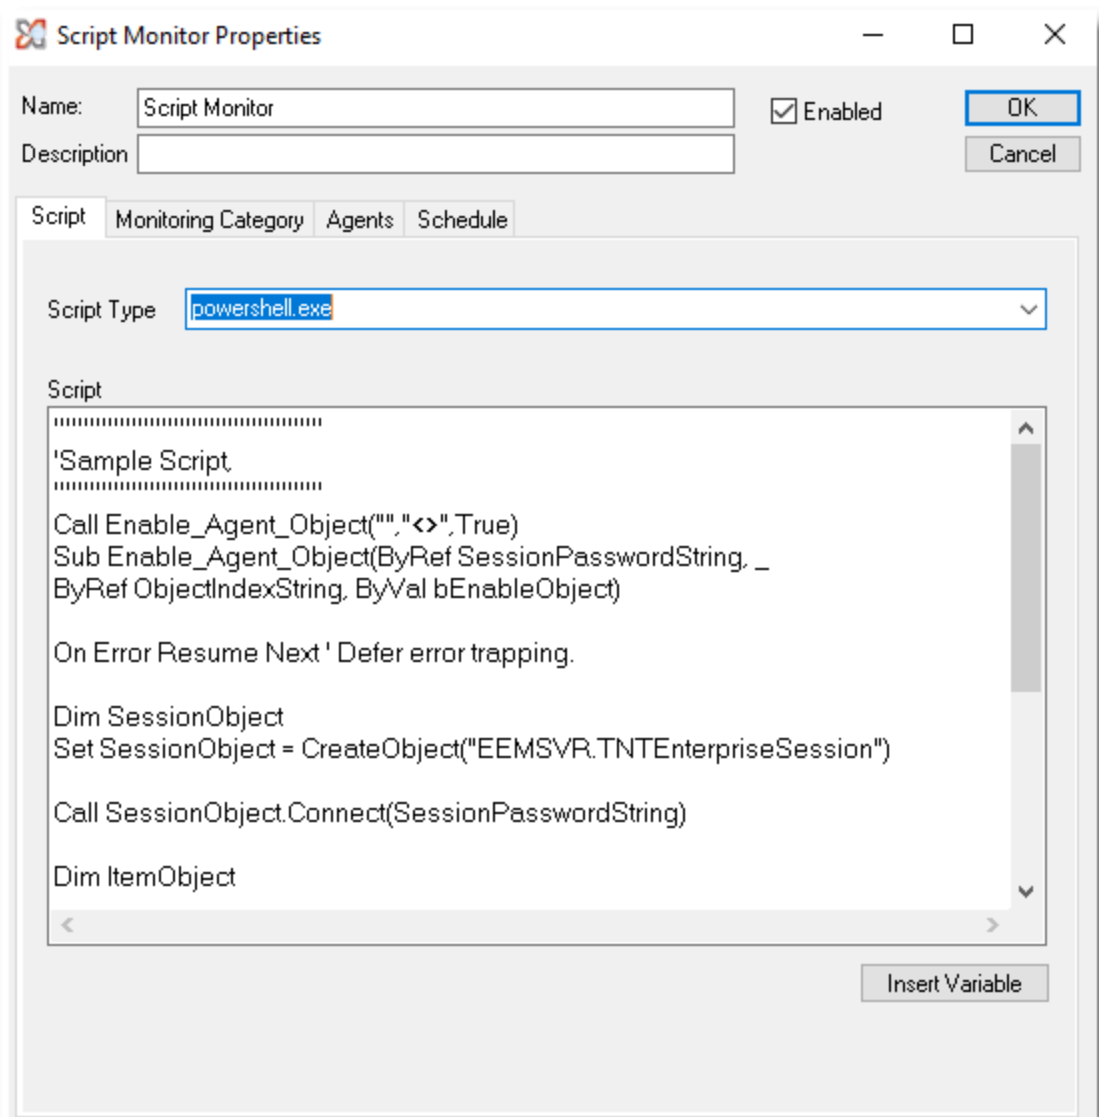 Script Monitor Properties
Name:
Script Monitor
Enabled
OK
Description
Cancel
Script
Monitoring Category
Agents
Schedule
Script Type
powershell.exe
Script
''''''''''''''''''''''''''''''''''''''''''''
'Sample Script,
''''''''''''''''''''''''''''''''''''''''''''
Call Enable_Agent_Object("","<>",True)
Sub Enable_Agent_Object(ByRef SessionPasswordString, _
ByRef ObjectIndexString, ByVal bEnableObject)
On Error Resume Next ' Defer error trapping.
Dim SessionObject
Set SessionObject = CreateObject("EEMSVR.TNTEnterpriseSession")
Call SessionObject.Connect(SessionPasswordString)
Dim ItemObject
Insert Variable